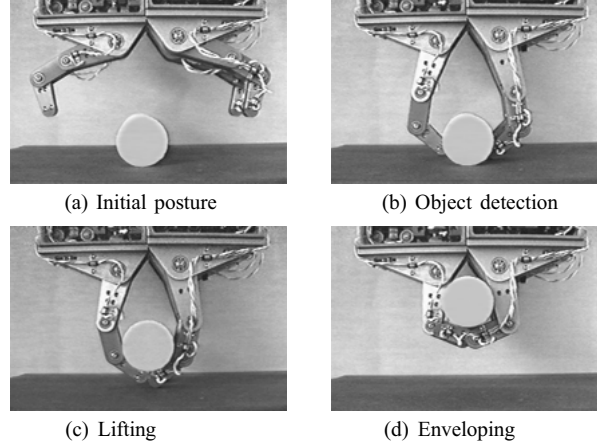 (a) Initial posture
(b) Object detection
(c) Lifting
(d) Enveloping